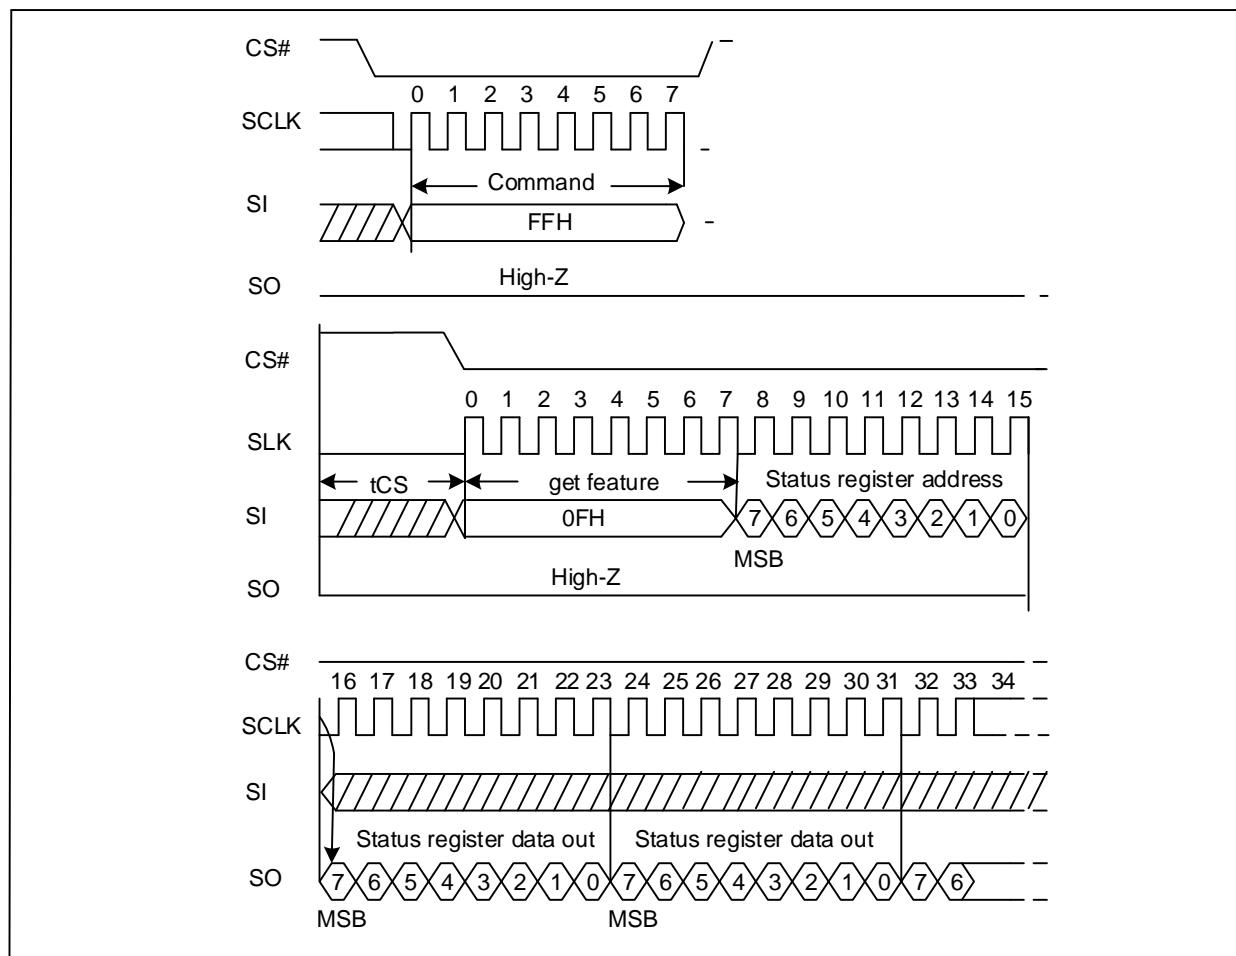 CS#
0 1 2 3 4 5 6 7
SCLK
Command
SI
FFH
High-Z
SO
CS#
0 1 2 3 4 5 6 7 8 9 10 11 12 13 14 15
SLK
tCS get feature Status register address
SI
0FH 7 6 5 4 3 2 1 0
MSB
High-Z
SO
CS#
16 17 18 19 20 21 22 23 24 25 26 27 28 29 30 31 32 33 34
SCLK
SI
Status register data out Status register data out
SO
7 6 5 4 3 2 1 0 7 6 5 4 3 2 1 0 7 6
MSB MSB